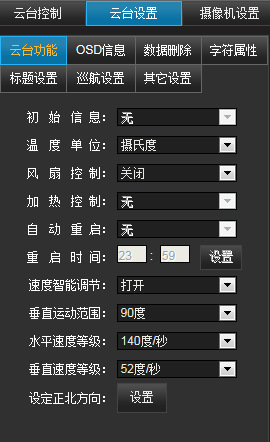 云台控制 云台设置 摄像机设置
云台功能 OSD信息 数据删除 字符属性
标题设置 巡航设置 其它设置
初始信息: 无
温度单位: 摄氏度
风扇控制: 关闭
加热控制: 无
自动重启: 无
重启时间: 23 : 59 设置
速度智能调节: 打开
垂直运动范围: 90度
水平速度等级: 140度/秒
垂直速度等级: 52度/秒
设定正北方向: 设置